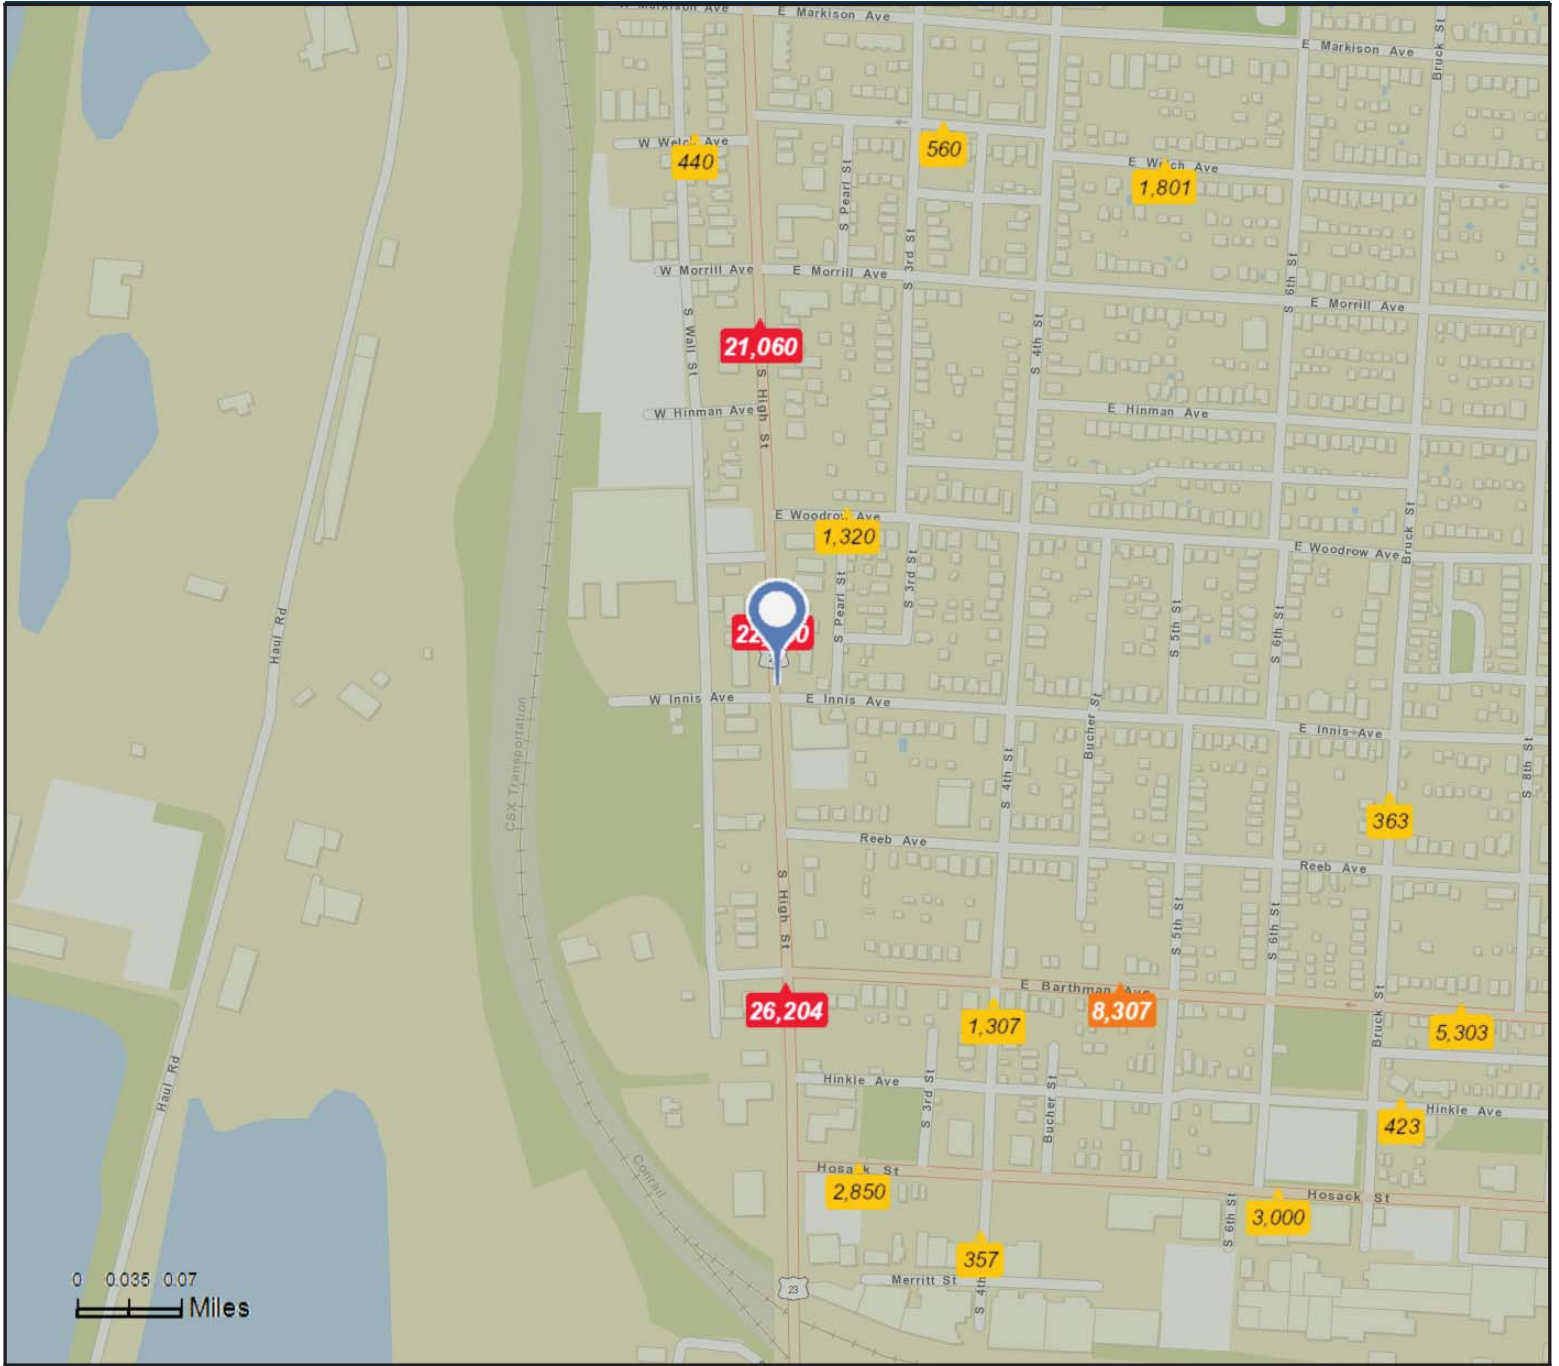 W Markison Ave
E Markison Ave
E Markison Ave
Bruck St
W Welch Ave
440
560
E Welch Ave
1,801
S Pearl St
S 3rd St
S 6th St
W Morrill Ave
E Morrill Ave
E Morrill Ave
S Wall St
21,060
S 4th St
S High St
W Hinman Ave
E Hinman Ave
E Woodrow Ave
1,320
Bruck St
E Woodrow Ave
S 3rd St
S Pearl St
S 5th St
S 6th St
Haul Rd
W Innis Ave
E Innis Ave
Bucher St
E Innis Ave
CSX Transportation
S 4th St
S 8th St
363
Reeb Ave
Reeb Ave
S High St
S 5th St
S 6th St
E Barthman Ave
26,204
1,307
8,307
5,303
Bruck St
Haul Rd
Hinkle Ave
S 3rd St
Bucher St
Hinkle Ave
423
Conrail
Hosack St
2,850
Hosack St
3,000
S 6th St
357
Merritt St
S 4th
23
0 0.035 0.07
Miles